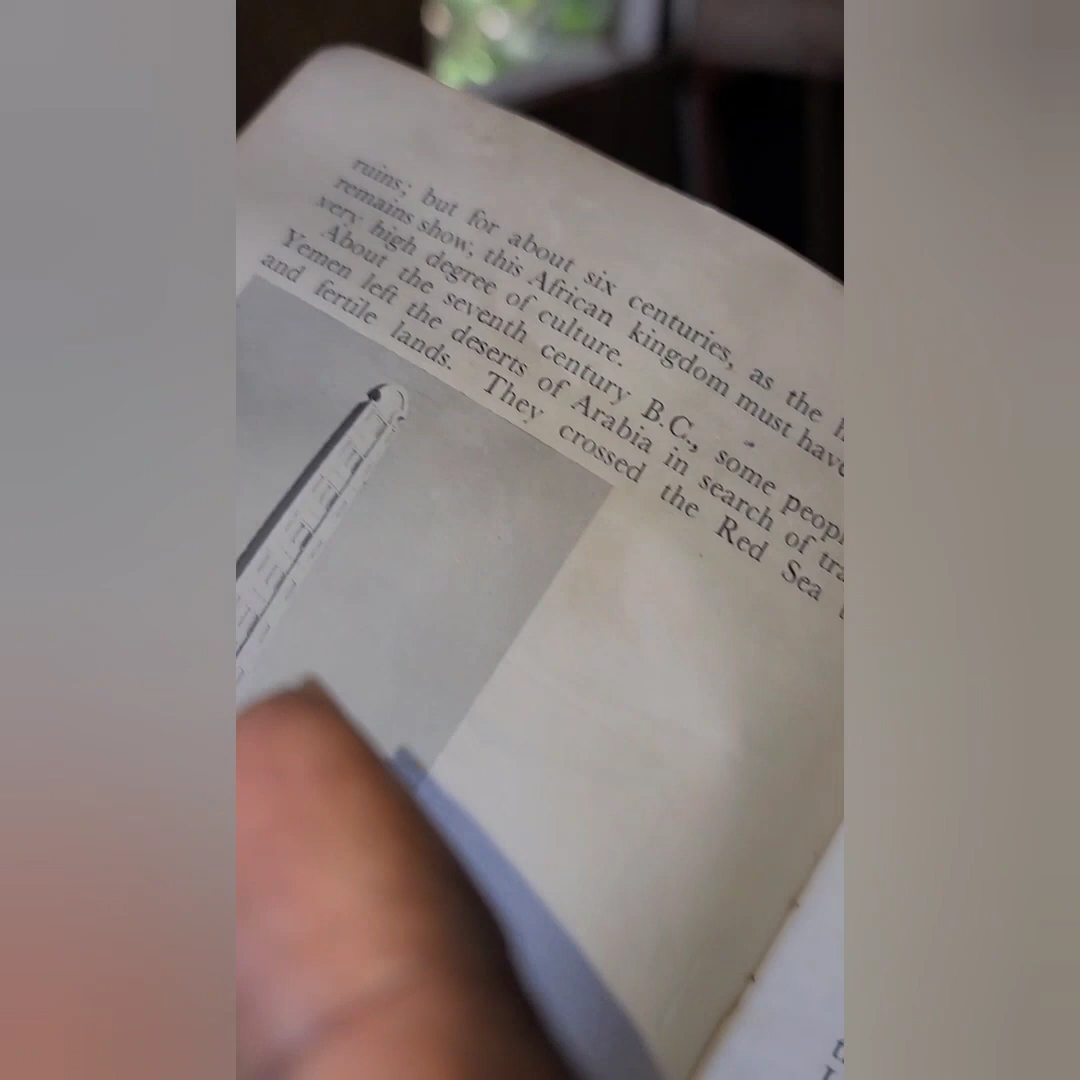 ruins; but for about six centuries, as the
remains show, this African kingdom must have
very high degree of culture.
About the seventh century B.C., some
Yemen left the deserts of Arabia in search of
and fertile lands. They crossed the Red Sea